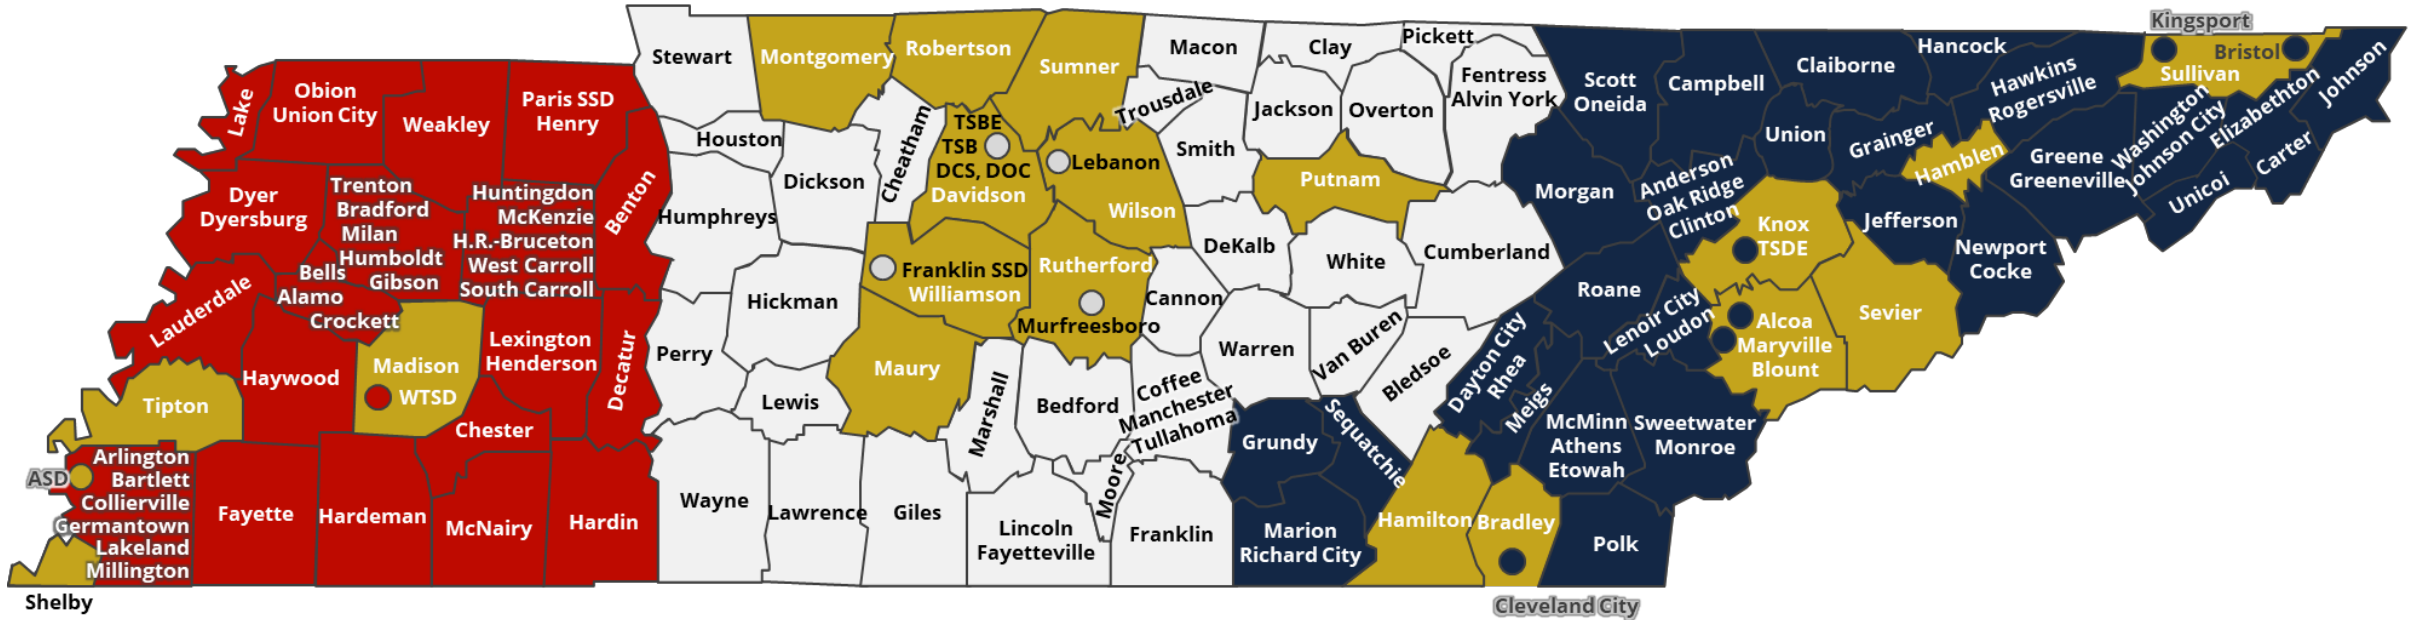 Lake
Obion
Union City
Weakley
Paris SSD
Henry
Dyer
Dyersburg
Trenton
Bradford
Milan
Humboldt
Gibson
Huntingdon
McKenzie
H.R.-Bruceton
West Carroll
South Carroll
Benton
Lauderdale
Bells
Alamo
Crockett
Haywood
Madison
WTSD
Lexington
Henderson
Decatur
Tipton
Chester
ASD
Arlington
Bartlett
Collierville
Germantown
Lakeland
Millington
Shelby
Fayette
Hardeman
McNairy
Hardin
Stewart
Montgomery
Robertson
Sumner
Macon
Clay
Pickett
Trousdale
Jackson
Overton
Fentress
Alvin York
Houston
Dickson
Cheatham
TSBE
TSB
DCS, DOC
Davidson
Lebanon
Wilson
Smith
Putnam
Humphreys
Franklin SSD
Williamson
Rutherford
Murfreesboro
DeKalb
White
Cumberland
Hickman
Cannon
Perry
Maury
Warren
Van Buren
Bledsoe
Lewis
Marshall
Bedford
Coffee
Manchester
Tullahoma
Wayne
Lawrence
Giles
Lincoln
Fayetteville
Moore
Franklin
Scott
Oneida
Campbell
Claiborne
Hancock
Hawkins
Rogersville
Kingsport
Bristol
Sullivan
Johnson
Washington
Johnson City
Elizabethton
Carter
Unicoi
Union
Grainger
Hamblen
Greene
Greeneville
Morgan
Anderson
Oak Ridge
Clinton
Knox
TSDE
Jefferson
Newport
Cocke
Roane
Lenoir City
Loudon
Alcoa
Maryville
Blount
Sevier
Dayton City
Rhea
Meigs
McMinn
Athens
Etowah
Sweetwater
Monroe
Grundy
Sequatchie
Marion
Richard City
Hamilton
Bradley
Polk
Cleveland City